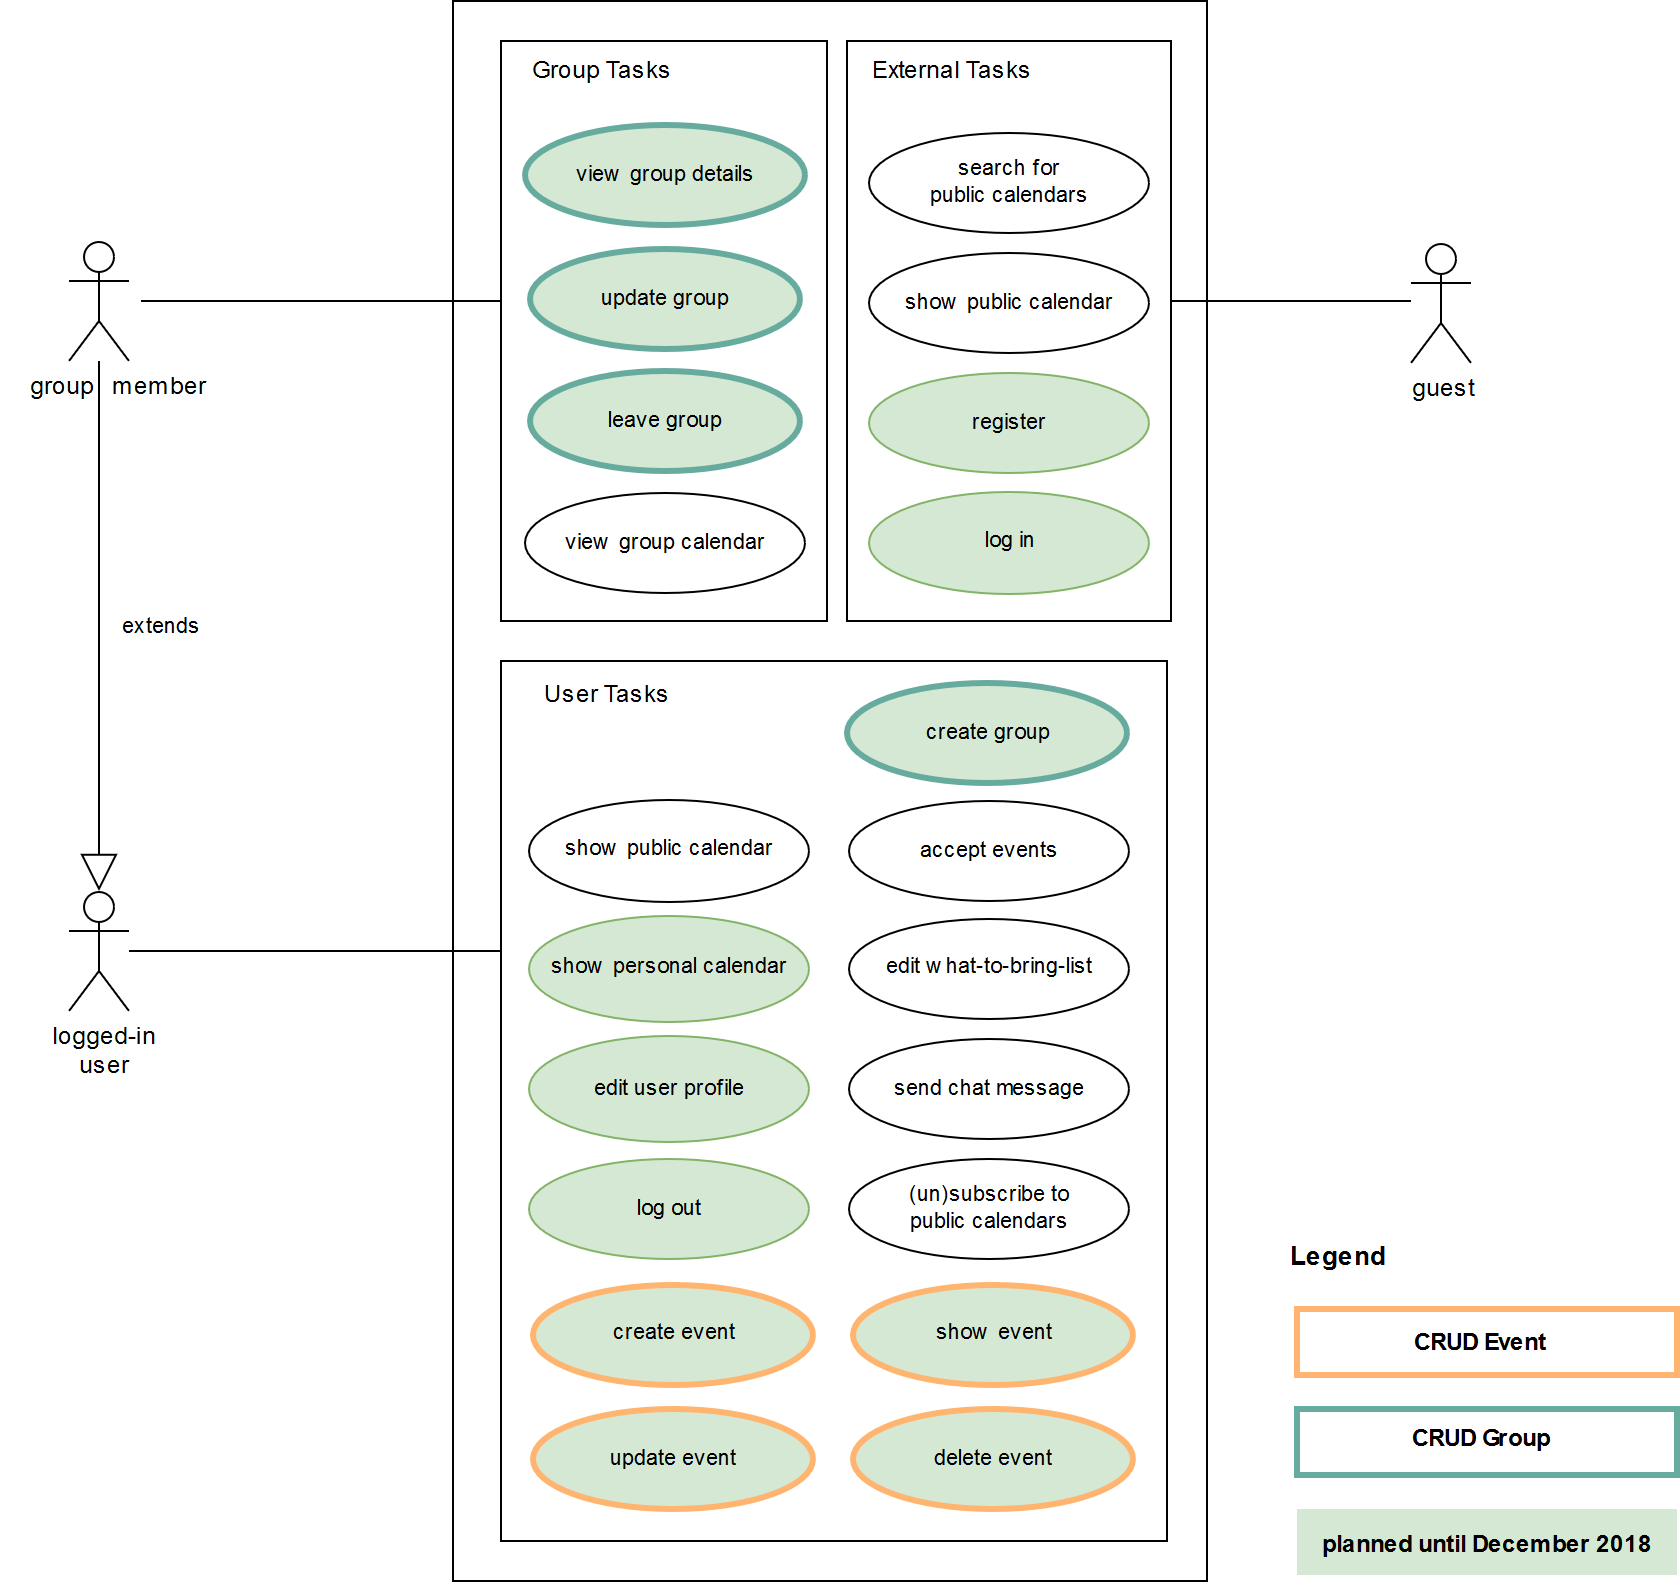 Group Tasks
view group details
update group
leave group
view group calendar
External Tasks
search for
public calendars
show public calendar
register
log in
group member
guest
extends
logged-in
user
User Tasks
create group
show public calendar
accept events
show personal calendar
edit what-to-bring-list
edit user profile
send chat message
log out
(un)subscribe to
public calendars
create event
show event
update event
delete event
Legend
CRUD Event
CRUD Group
planned until December 2018